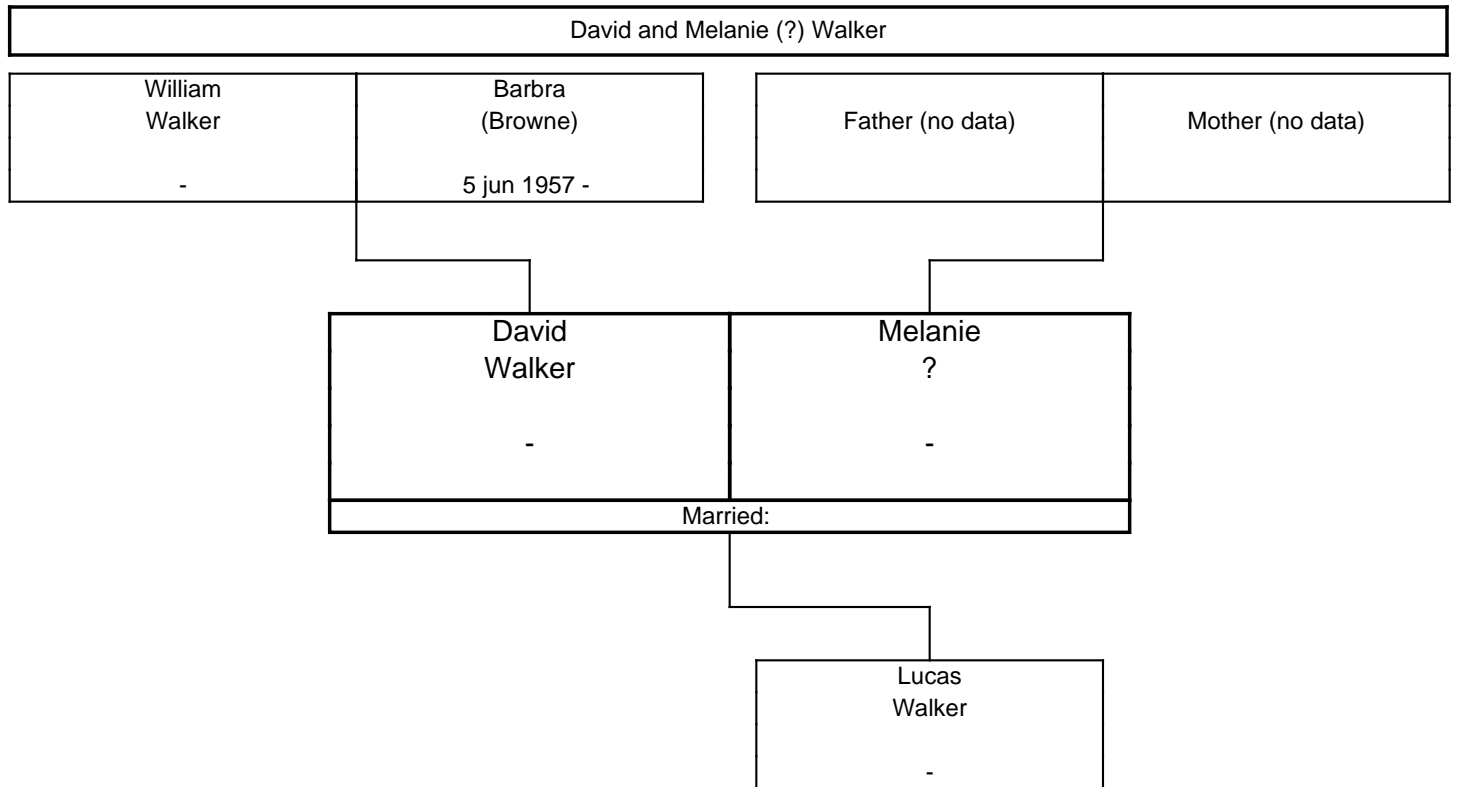 David and Melanie (?) Walker
William
Walker
-
Barbra
(Browne)
5 jun 1957 -
Father (no data)
Mother (no data)
David
Walker
-
Melanie
?
-
Married:
Lucas
Walker
-